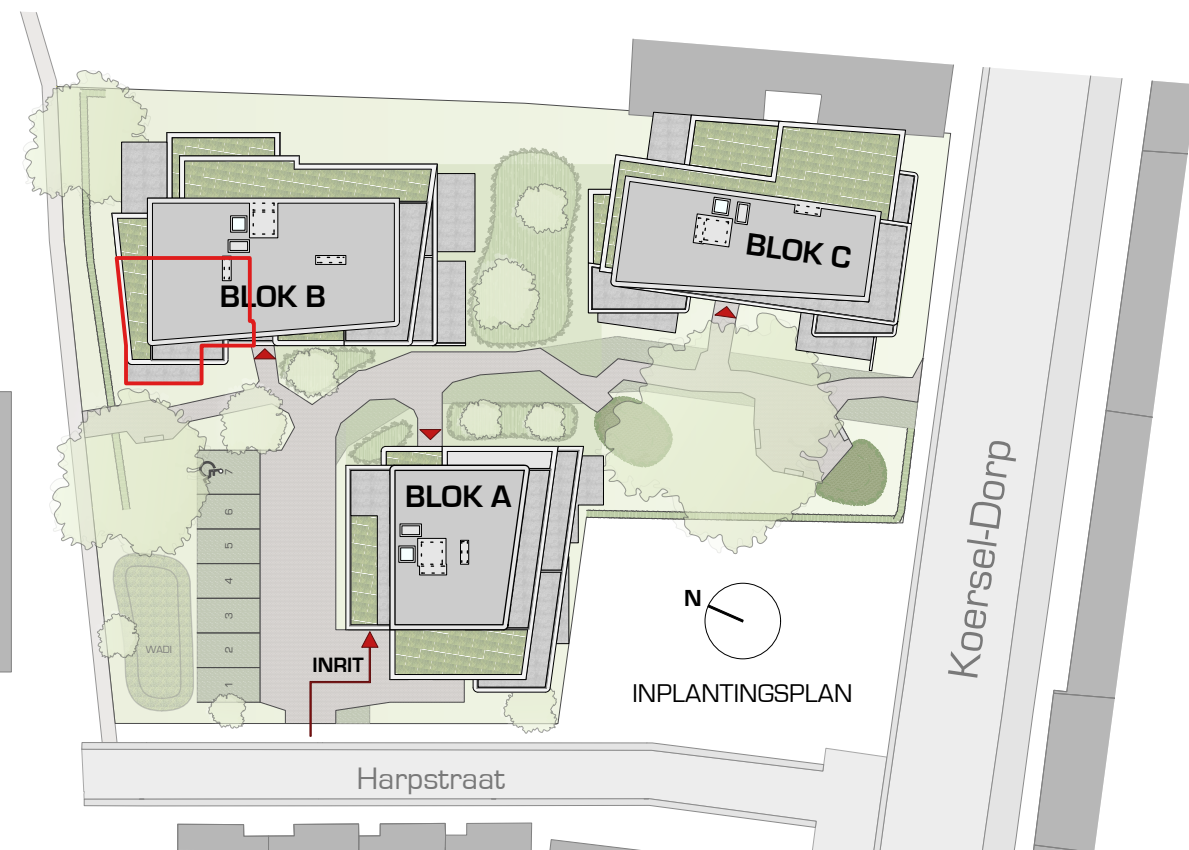 BLOK B
BLOK C
BLOK A
7
6
5
4
3
2
1
WADI
INRIT
N
INPLANTINGSPLAN
Koersel-Dorp
Harpstraat